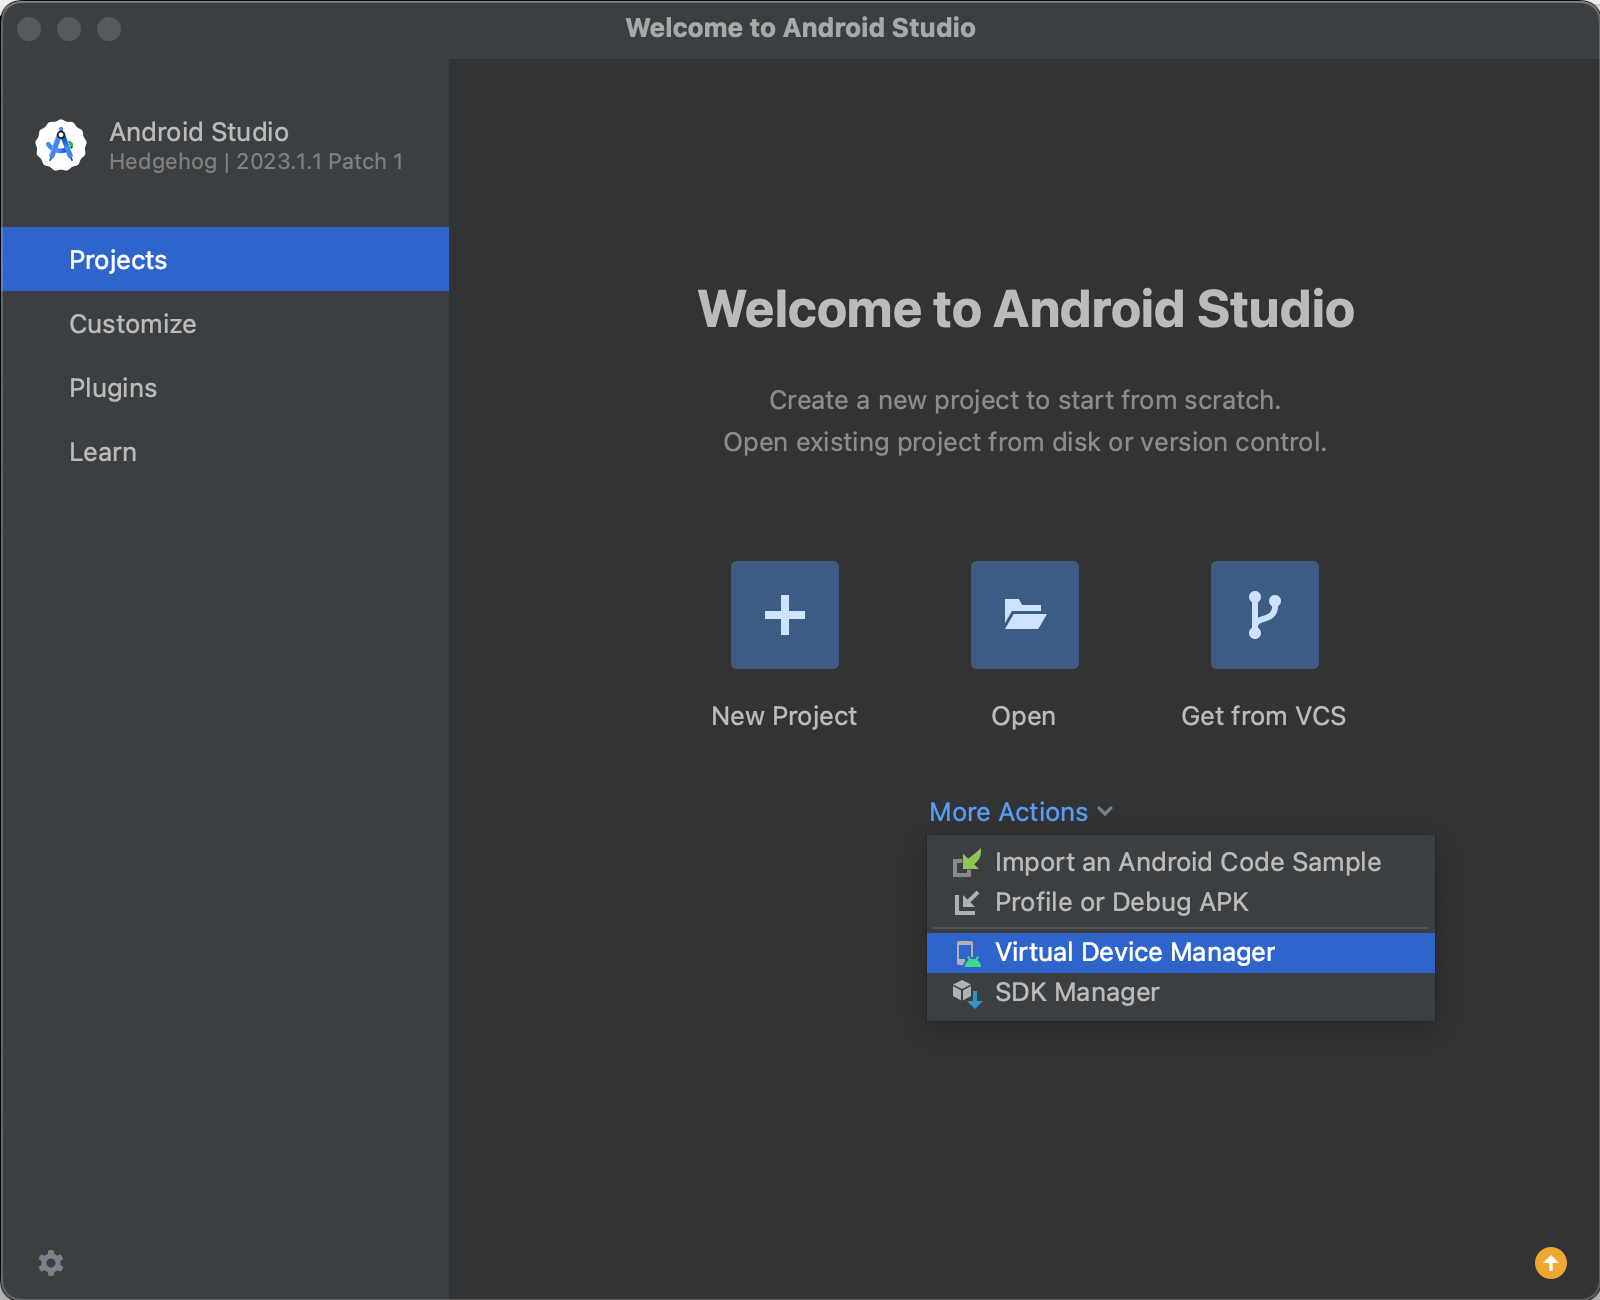 Welcome to Android Studio
Android Studio
Hedgehog | 2023.1.1 Patch 1
Projects
Customize
Plugins
Learn
Welcome to Android Studio
Create a new project to start from scratch.
Open existing project from disk or version control.
New Project
Open
Get from VCS
More Actions
Import an Android Code Sample
Profile or Debug APK
Virtual Device Manager
SDK Manager